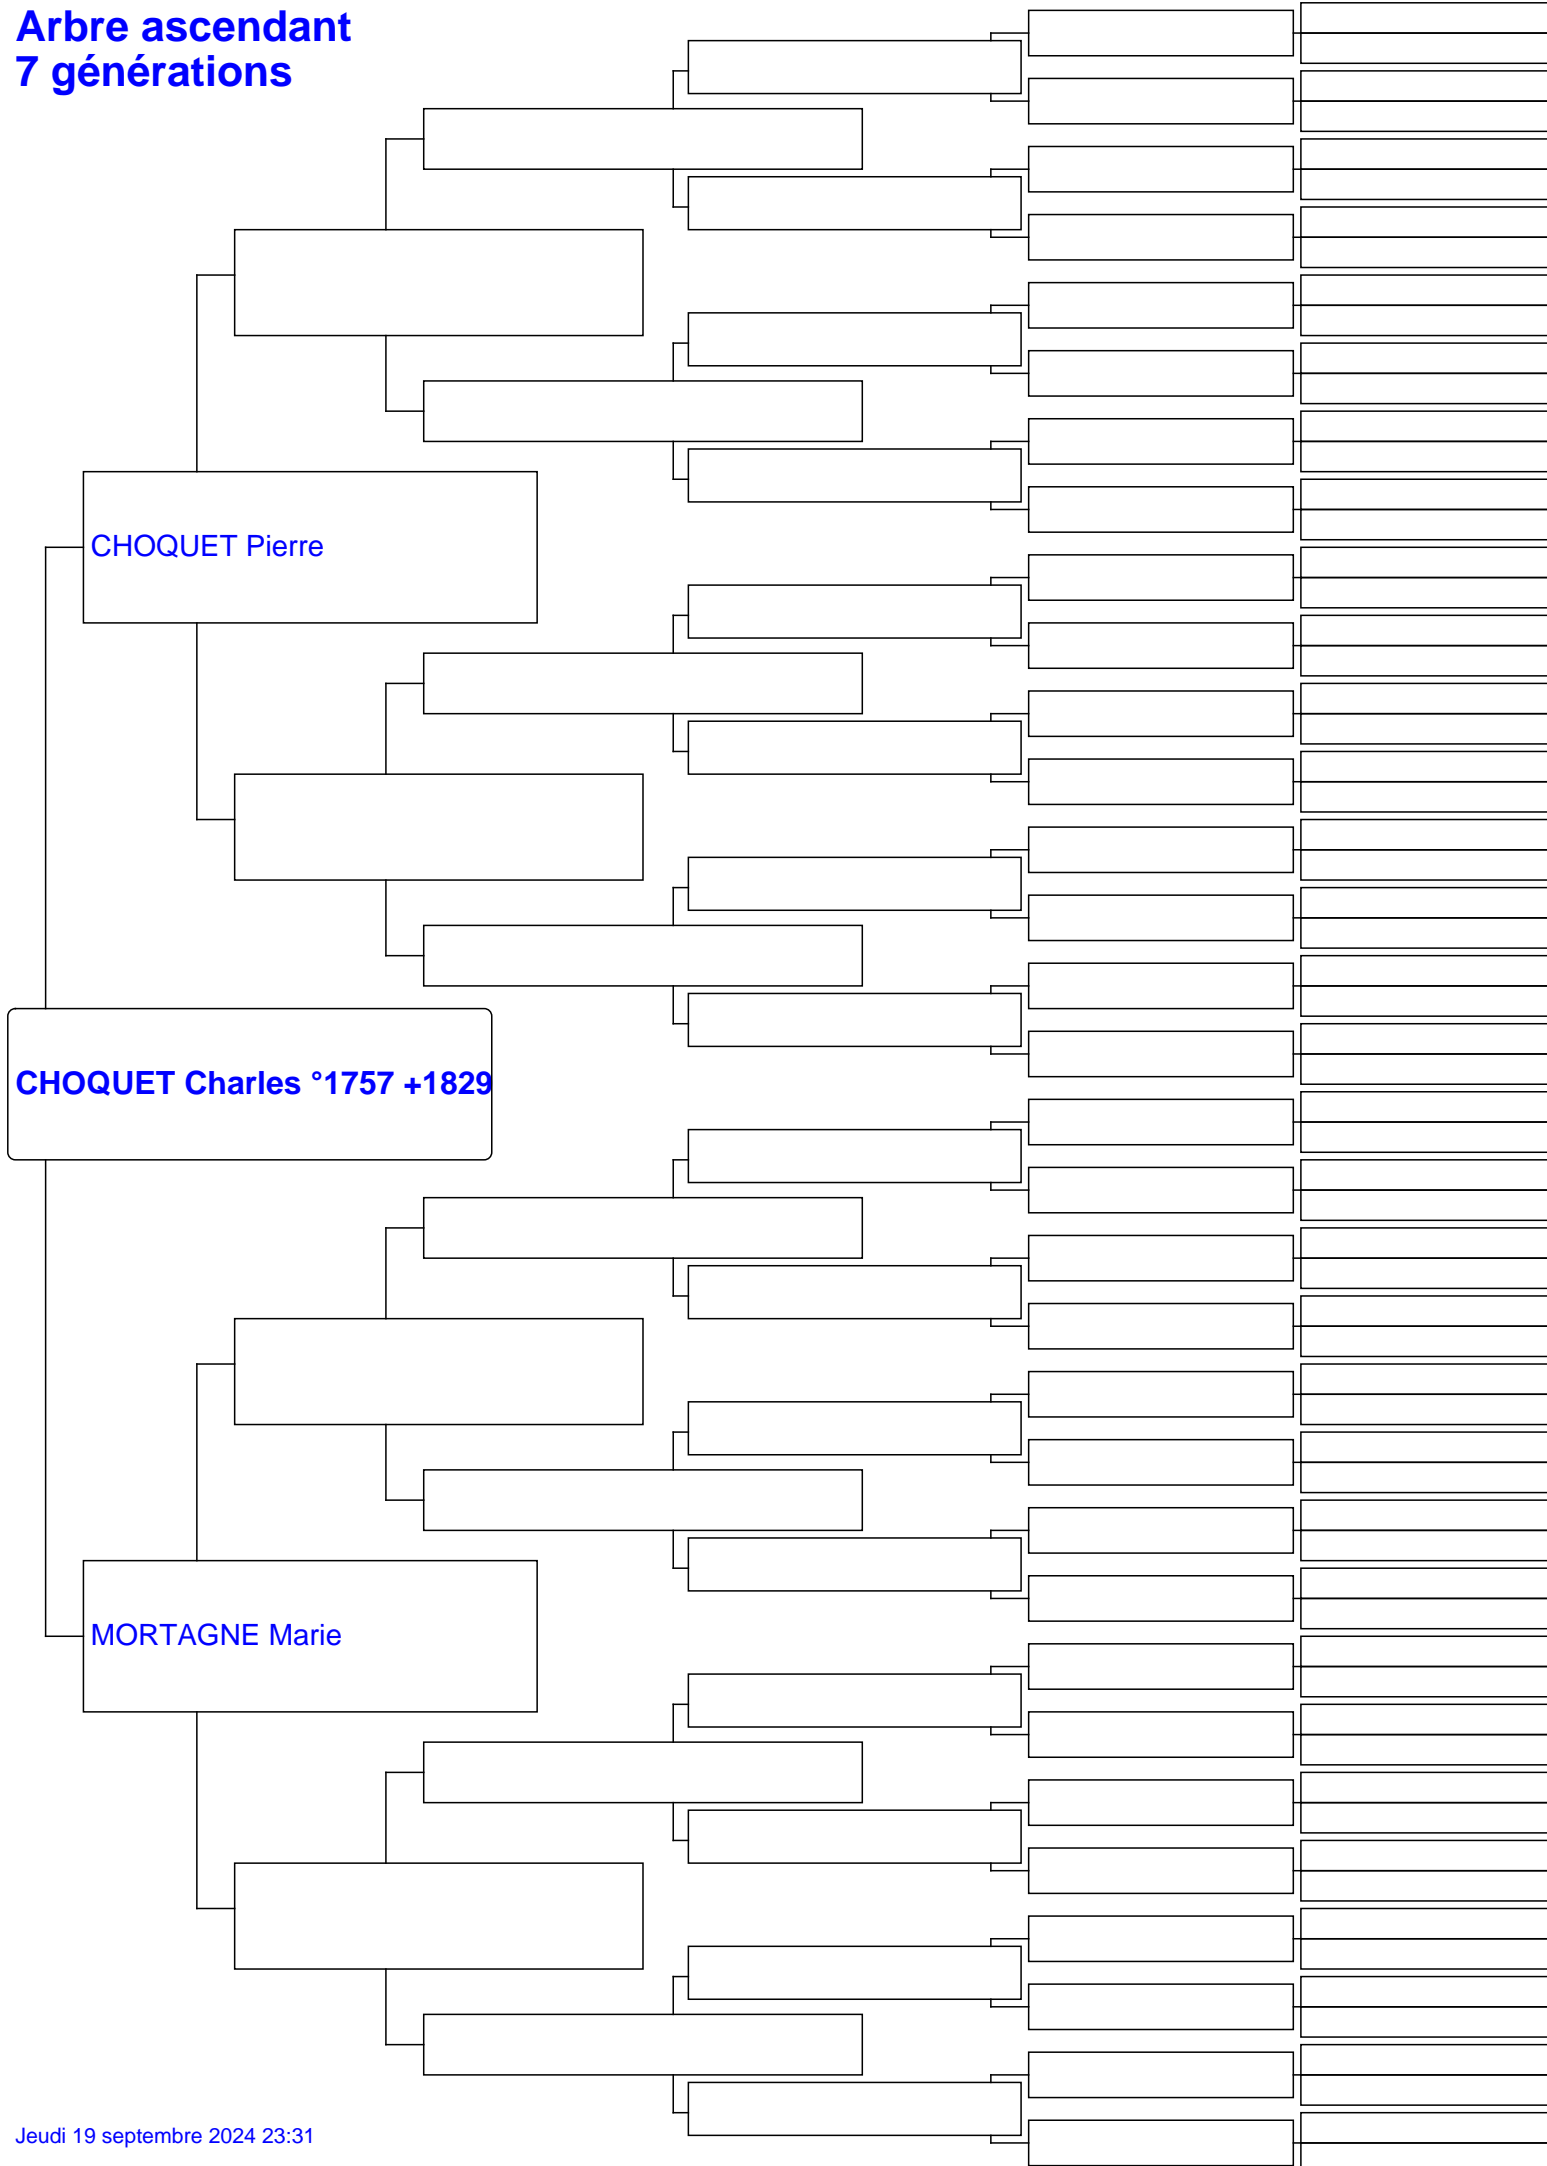 Arbre ascendant
7 générations
CHOQUET Pierre
CHOQUET Charles °1757 +1829
MORTAGNE Marie
Jeudi 19 septembre 2024 23:31